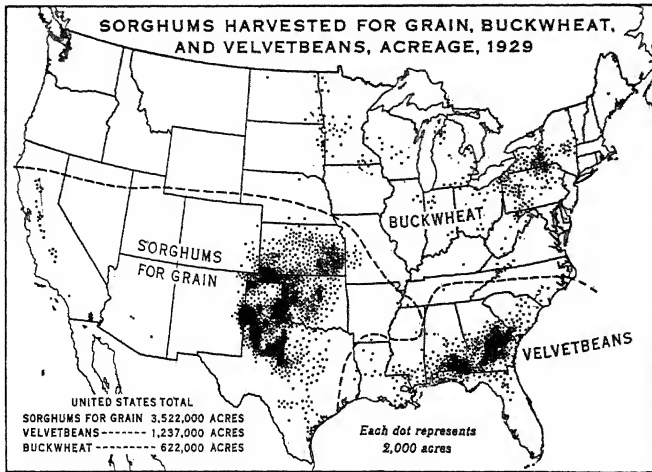 SORGHUMS HARVESTED FOR GRAIN, BUCKWHEAT,
AND VELVETBEANS, ACREAGE, 1929
BUCKWHEAT
SORGHUMS
FOR GRAIN
VELVETBEANS
UNITED STATES TOTAL
SORGHUMS FOR GRAIN 3,522,000 ACRES
VELVETBEANS 1,237,000 ACRES
BUCKWHEAT 622,000 ACRES
Each dot represents
2,000 acres